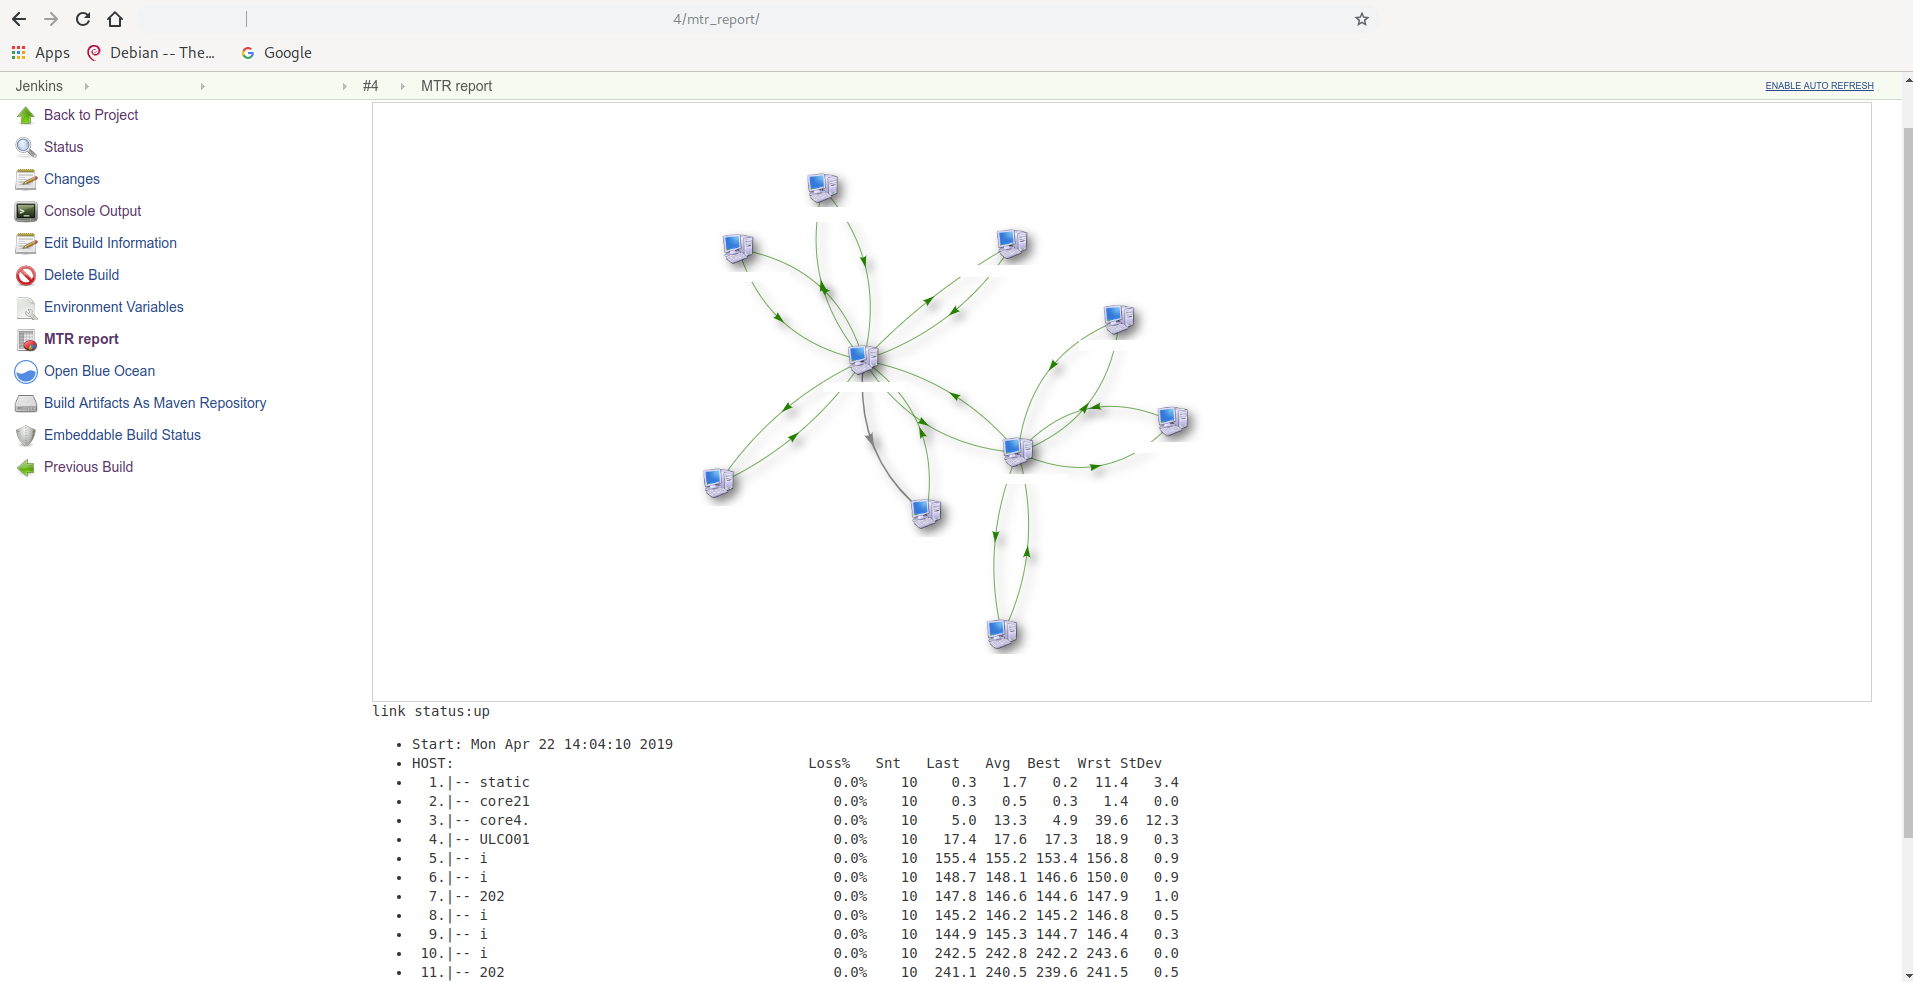 4/mtr_report/
Apps Debian -- The... Google
Jenkins #4 MTR report ENABLE AUTO REFRESH
Back to Project
Status
Changes
Console Output
Edit Build Information
Delete Build
Environment Variables
MTR report
Open Blue Ocean
Build Artifacts As Maven Repository
Embeddable Build Status
Previous Build
link status:up
Start: Mon Apr 22 14:04:10 2019
HOST: Loss% Snt Last Avg Best Wrst StDev
1.|-- static 0.0% 10 0.3 1.7 0.2 11.4 3.4
2.|-- core21 0.0% 10 0.3 0.5 0.3 1.4 0.0
3.|-- core4. 0.0% 10 5.0 13.3 4.9 39.6 12.3
4.|-- ULCO01 0.0% 10 17.4 17.6 17.3 18.9 0.3
5.|-- i 0.0% 10 155.4 155.2 153.4 156.8 0.9
6.|-- i 0.0% 10 148.7 148.1 146.6 150.0 0.9
7.|-- 202 0.0% 10 147.8 146.6 144.6 147.9 1.0
8.|-- i 0.0% 10 145.2 146.2 145.2 146.8 0.5
9.|-- i 0.0% 10 144.9 145.3 144.7 146.4 0.3
10.|-- i 0.0% 10 242.5 242.8 242.2 243.6 0.0
11.|-- 202 0.0% 10 241.1 240.5 239.6 241.5 0.5